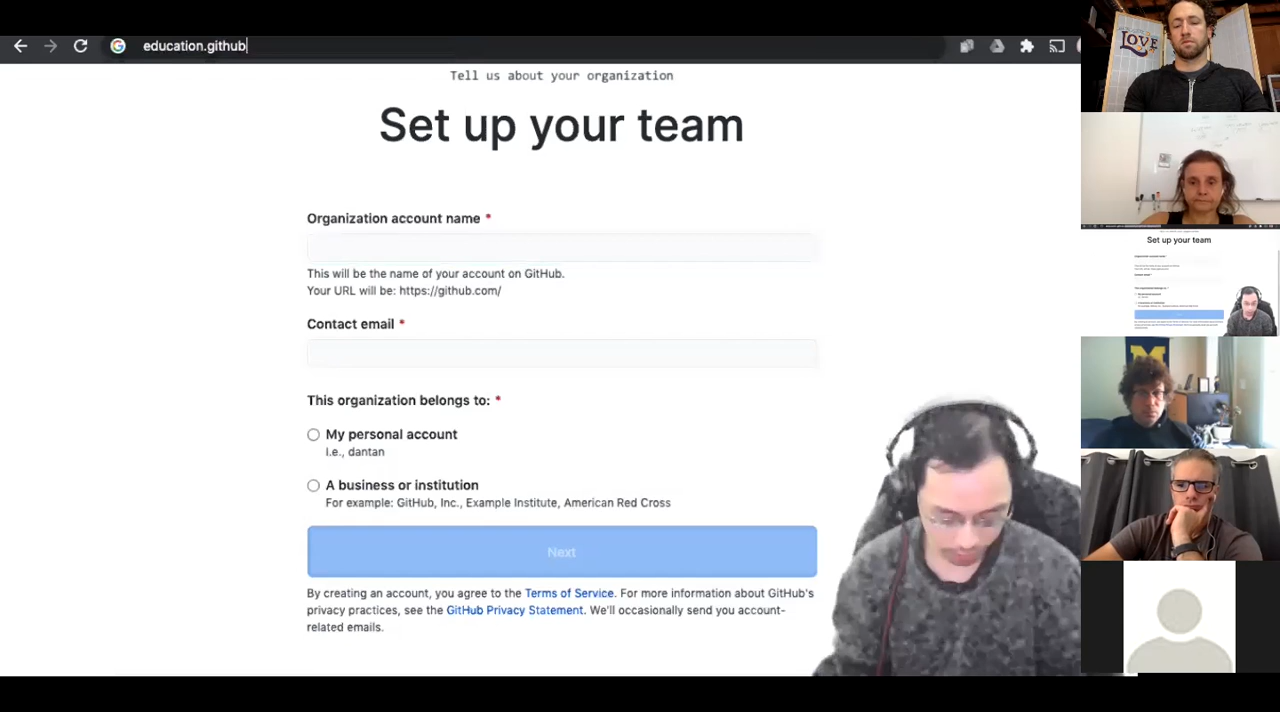 education.github
Tell us about your organization
Set up your team
Organization account name *
This will be the name of your account on GitHub.
Your URL will be: https://github.com/
Contact email *
This organization belongs to: *
My personal account
I.e., dantan
A business or institution
For example: GitHub, Inc., Example Institute, American Red Cross
Next
By creating an account, you agree to the Terms of Service. For more information about GitHub's
privacy practices, see the GitHub Privacy Statement. We'll occasionally send you account-
related emails.
LOVE
Set up your team
M